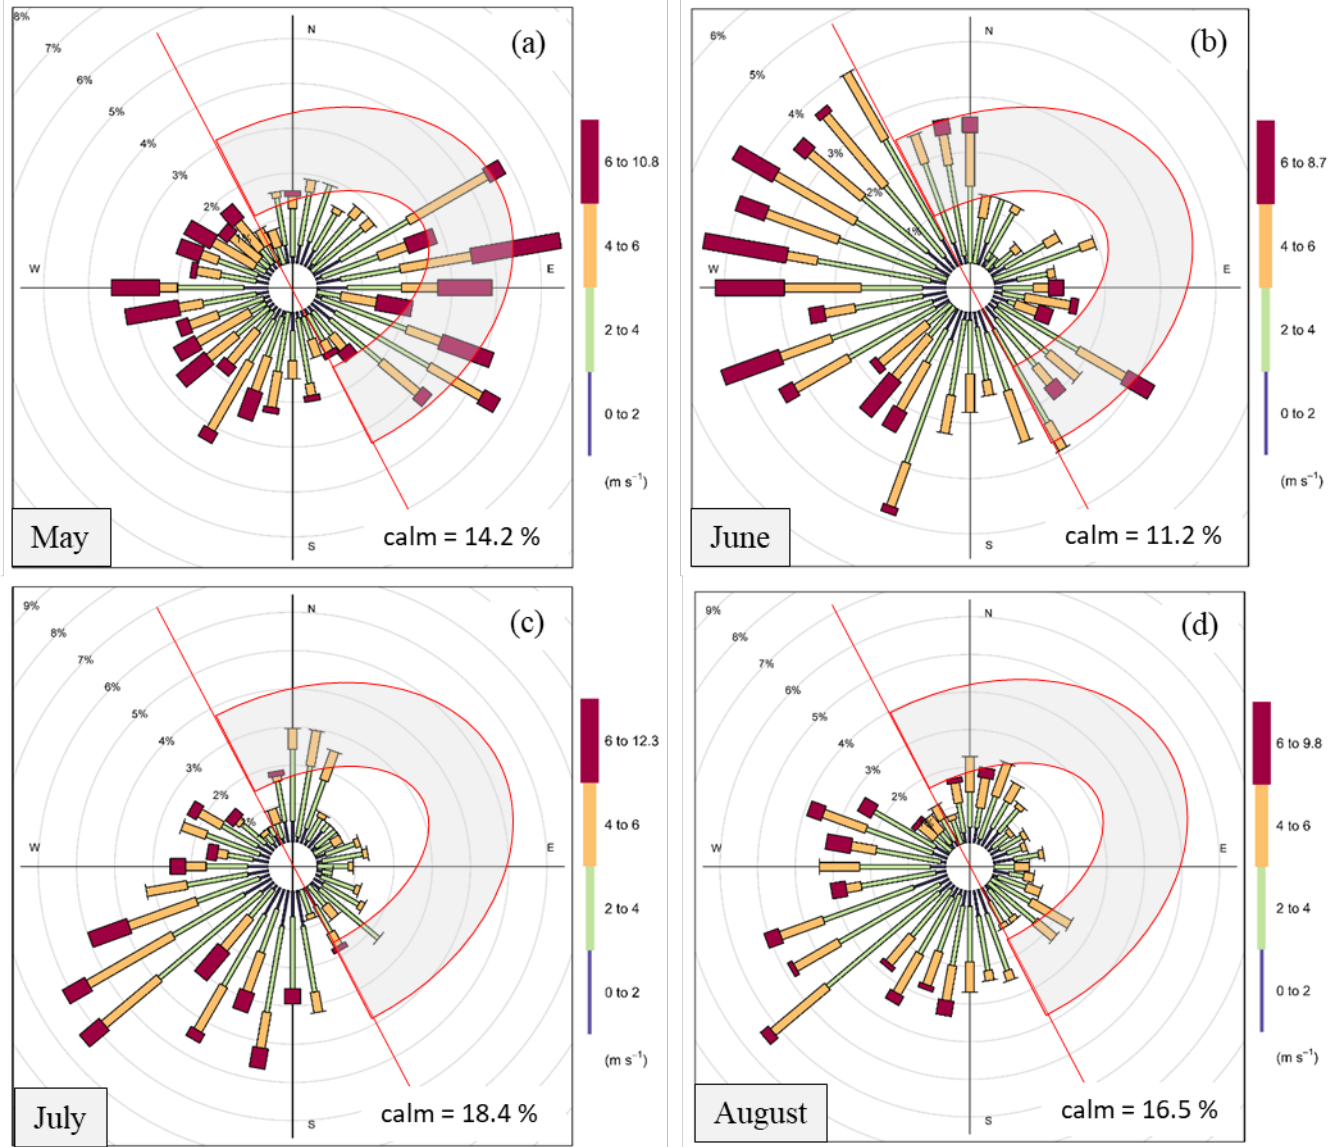 (a)
N
8%
7%
6%
5%
4%
3%
2%
1%
W
E
S
6 to 10.8
4 to 6
2 to 4
0 to 2
(m s⁻¹)
May
calm = 14.2 %
(b)
N
6%
5%
4%
3%
2%
1%
W
E
S
6 to 8.7
4 to 6
2 to 4
0 to 2
(m s⁻¹)
June
calm = 11.2 %
(c)
N
9%
8%
7%
6%
5%
4%
3%
2%
1%
W
E
S
6 to 12.3
4 to 6
2 to 4
0 to 2
(m s⁻¹)
July
calm = 18.4 %
(d)
N
9%
8%
7%
6%
5%
4%
3%
2%
W
E
S
6 to 9.8
4 to 6
2 to 4
0 to 2
(m s⁻¹)
August
calm = 16.5 %